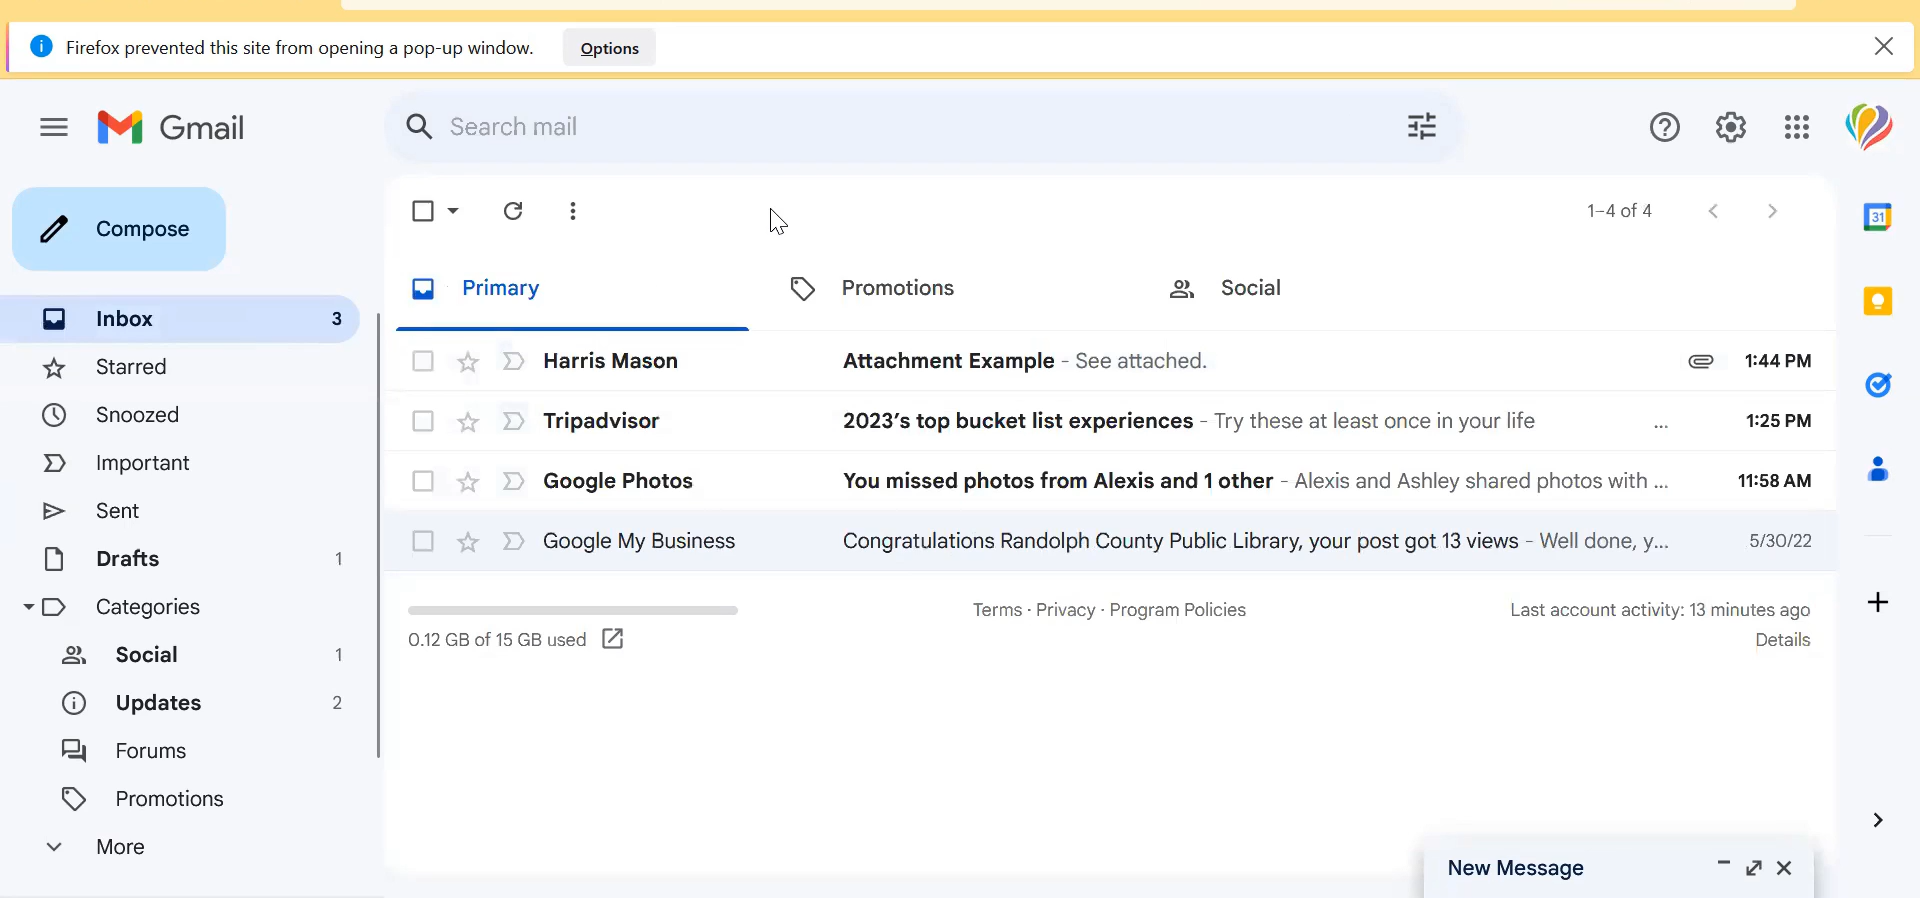 Firefox prevented this site from opening a pop-up window. Options
Gmail
Search mail
Compose
1–4 of 4
Inbox 3
Starred
Snoozed
Important
Sent
Drafts 1
Categories
Social 1
Updates 2
Forums
Promotions
More
Primary Promotions Social
Harris Mason Attachment Example - See attached. 1:44 PM
Tripadvisor 2023’s top bucket list experiences - Try these at least once in your life ... 1:25 PM
Google Photos You missed photos from Alexis and 1 other - Alexis and Ashley shared photos with ... 11:58 AM
Google My Business Congratulations Randolph County Public Library, your post got 13 views - Well done, y... 5/30/22
Terms · Privacy · Program Policies
Last account activity: 13 minutes ago
0.12 GB of 15 GB used
Details
31
New Message